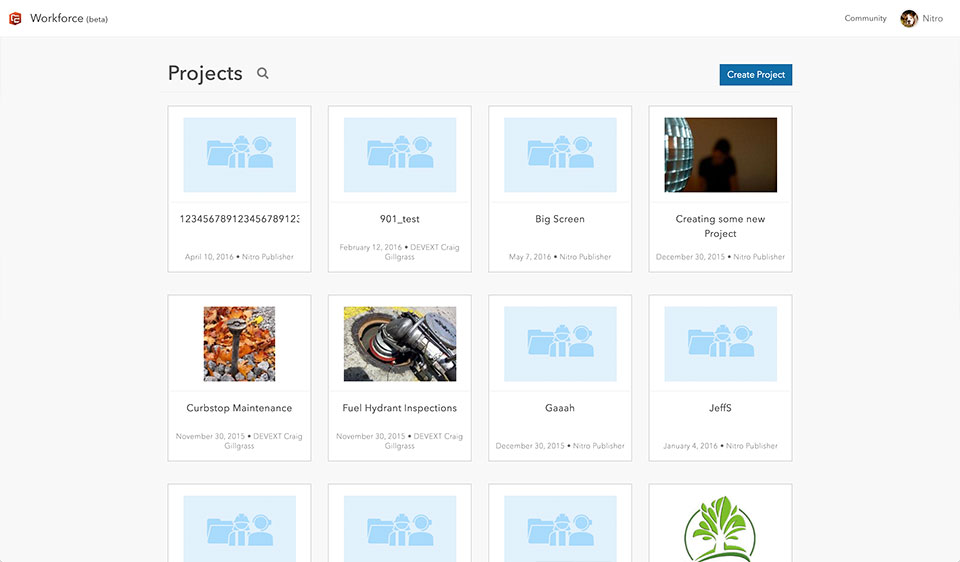 Workforce (beta)
Community
Nitro
Projects
Create Project
123456789123456789123
901_test
Big Screen
Creating some new
Project
April 10, 2016 • Nitro Publisher
February 12, 2016 • DEVEXT Craig
Gillgrass
May 7, 2016 • Nitro Publisher
December 30, 2015 • Nitro Publisher
Curbstop Maintenance
Fuel Hydrant Inspections
Gaaah
JeffS
November 30, 2015 • DEVEXT Craig
Gillgrass
November 30, 2015 • DEVEXT Craig
Gillgrass
December 30, 2015 • Nitro Publisher
January 4, 2016 • Nitro Publisher